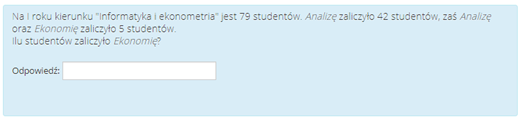 Na I roku kierunku "Informatyka i ekonometria" jest 79 studentów. Analizę zaliczyło 42 studentów, zaś Analizę
oraz Ekonomię zaliczyło 5 studentów.
Ilu studentów zaliczyło Ekonomię?
Odpowiedź: